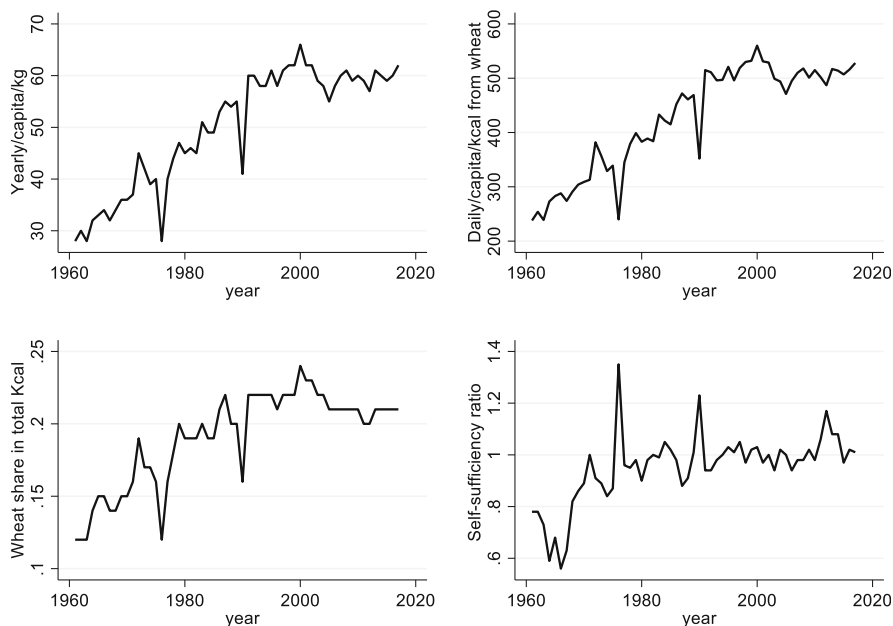 Yearly/capita/kg
70
60
50
40
30
1960 1980 2000 2020
year
Daily/capita/kcal from wheat
600
500
400
300
200
1960 1980 2000 2020
year
Wheat share in total Kcal
.25
.2
.15
.1
1960 1980 2000 2020
year
Self-sufficiency ratio
1.4
1.2
1
.8
.6
1960 1980 2000 2020
year